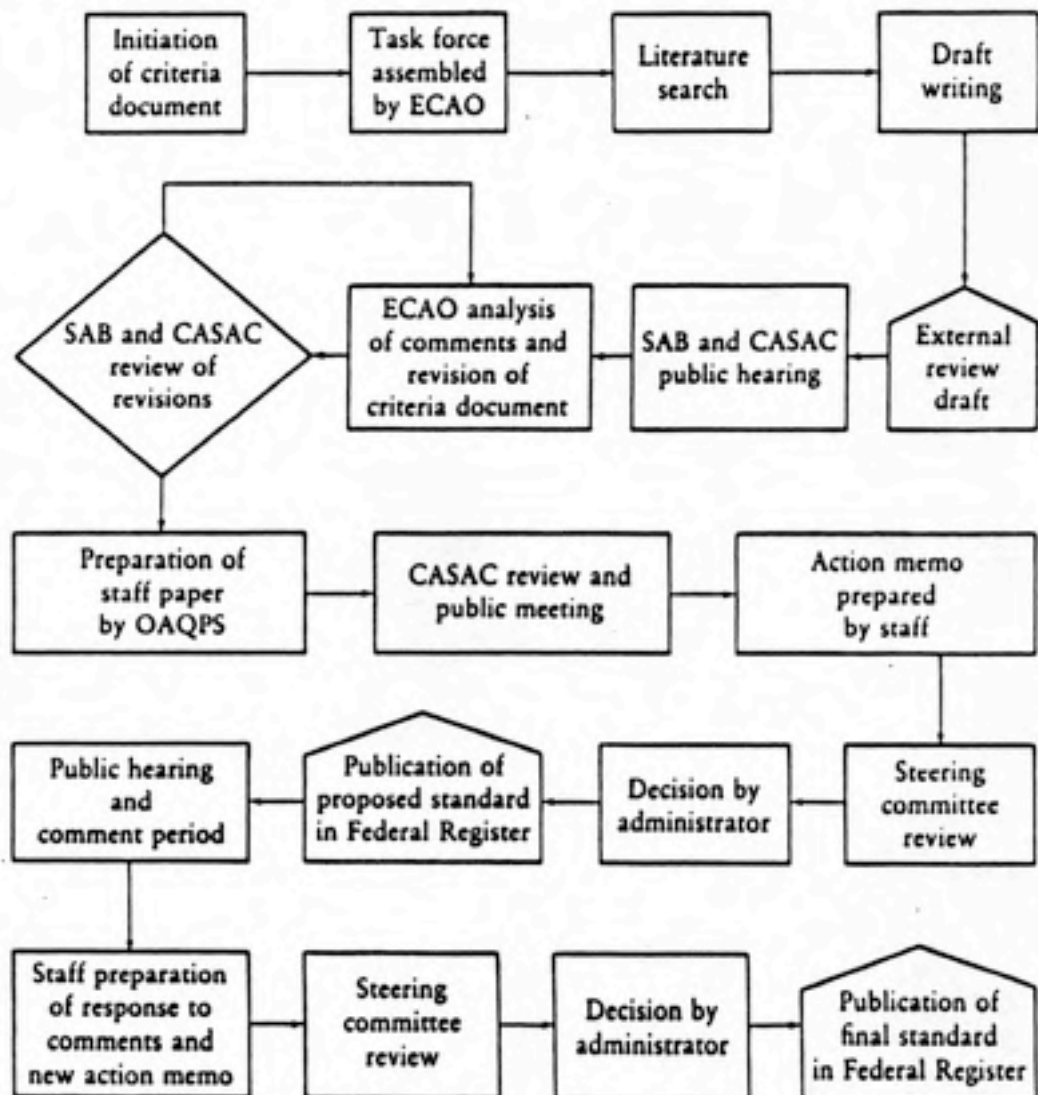 Initiation
of criteria
document
Task force
assembled
by ECAO
Literature
search
Draft
writing
External
review
draft
SAB and CASAC
public hearing
ECAO analysis
of comments and
revision of
criteria document
SAB and CASAC
review of
revisions
Preparation of
staff paper
by OAQPS
CASAC review and
public meeting
Action memo
prepared
by staff
Steering
committee
review
Decision by
administrator
Publication of
proposed standard
in Federal Register
Public hearing
and
comment period
Staff preparation
of response to
comments and
new action memo
Steering
committee
review
Decision by
administrator
Publication of
final standard
in Federal Register